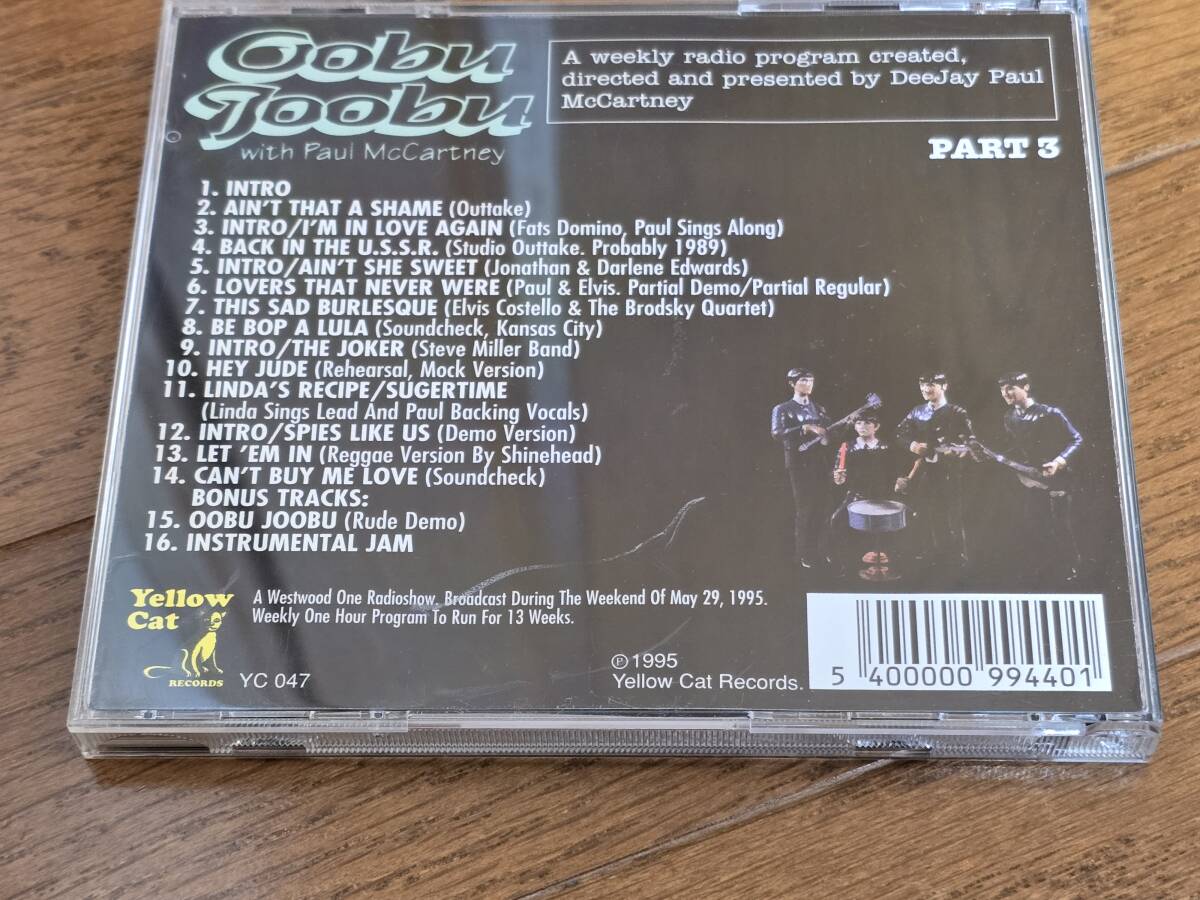 Oobu
Joobu
with Paul McCartney
A weekly radio program created,
directed and presented by DeeJay Paul
McCartney
PART 3
1. INTRO
2. AIN'T THAT A SHAME (Outtake)
3. INTRO/I'M IN LOVE AGAIN (Fats Domino, Paul Sings Along)
4. BACK IN THE U.S.S.R. (Studio Outtake. Probably 1989)
5. INTRO/AIN'T SHE SWEET (Jonathan & Darlene Edwards)
6. LOVERS THAT NEVER WERE (Paul & Elvis. Partial Demo/Partial Regular)
7. THIS SAD BURLESQUE (Elvis Costello & The Brodsky Quartet)
8. BE BOP A LULA (Soundcheck, Kansas City)
9. INTRO/THE JOKER (Steve Miller Band)
10. HEY JUDE (Rehearsal, Mock Version)
11. LINDA'S RECIPE/SUGERTIME
(Linda Sings Lead And Paul Backing Vocals)
12. INTRO/SPIES LIKE US (Demo Version)
13. LET 'EM IN (Reggae Version By Shinehead)
14. CAN'T BUY ME LOVE (Soundcheck)
BONUS TRACKS:
15. OOBU JOOBU (Rude Demo)
16. INSTRUMENTAL JAM
Yellow
Cat
RECORDS
YC 047
A Westwood One Radioshow. Broadcast During The Weekend Of May 29, 1995.
Weekly One Hour Program To Run For 13 Weeks.
℗ 1995
Yellow Cat Records.
5 400000 994401